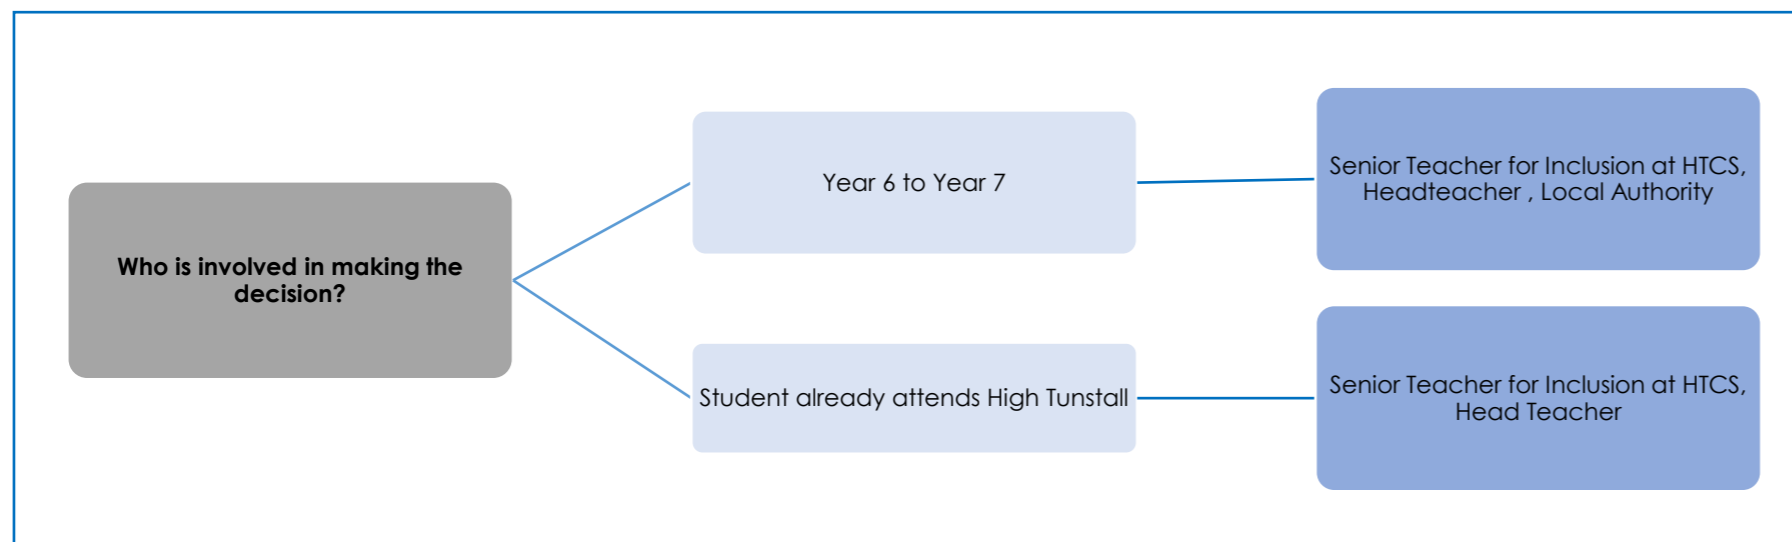 Who is involved in making the
decision?
Year 6 to Year 7
Senior Teacher for Inclusion at HTCS,
Headteacher , Local Authority
Student already attends High Tunstall
Senior Teacher for Inclusion at HTCS,
Head Teacher